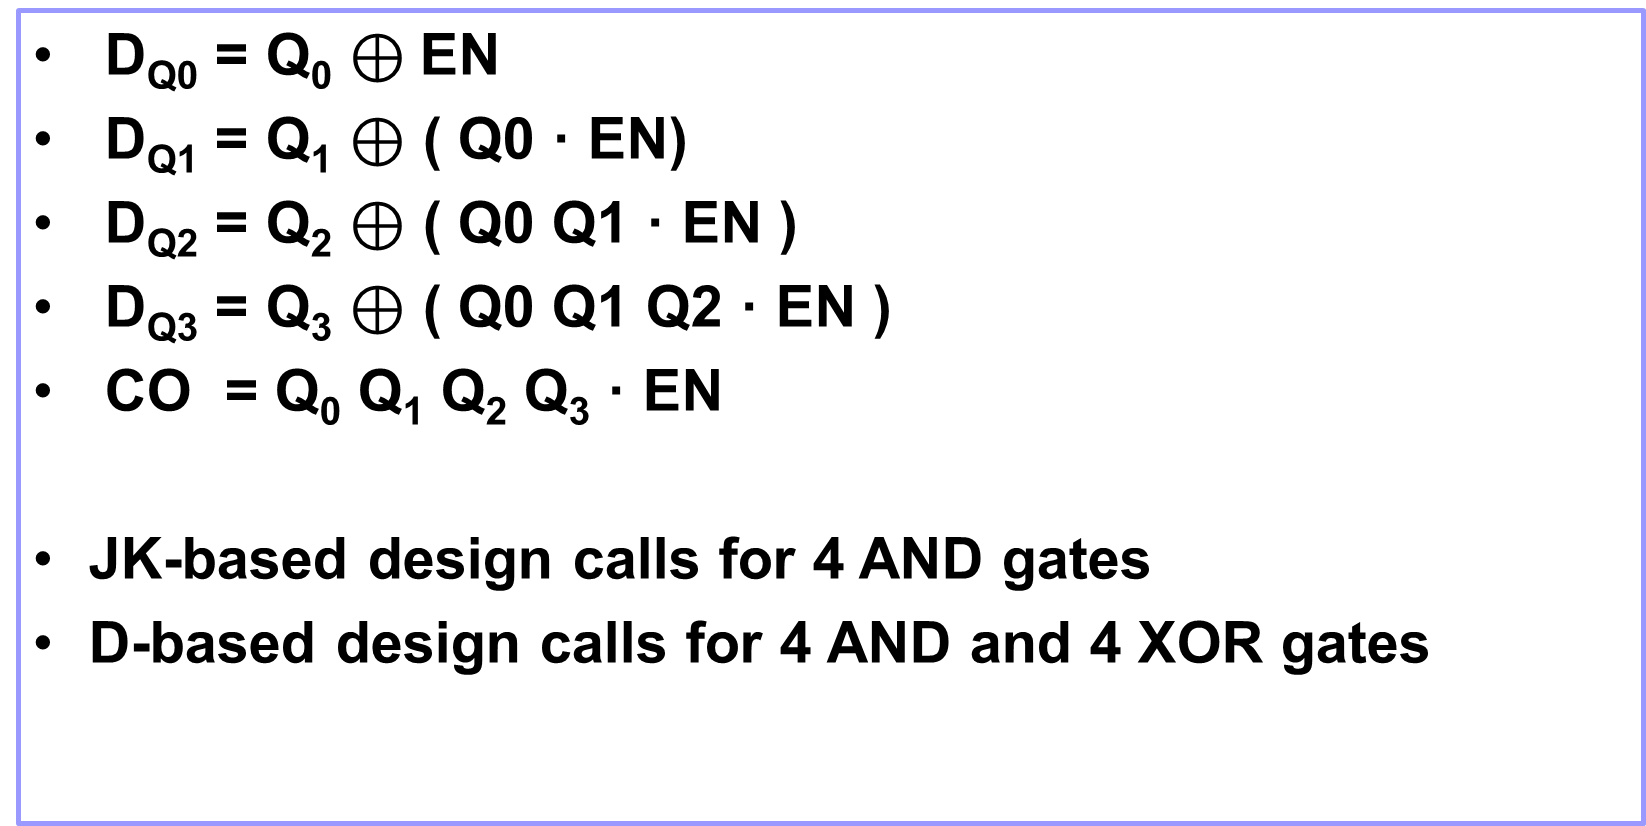 • D_Q0 = Q_0 ⊕ EN
• D_Q1 = Q_1 ⊕ ( Q0 · EN)
• D_Q2 = Q_2 ⊕ ( Q0 Q1 · EN )
• D_Q3 = Q_3 ⊕ ( Q0 Q1 Q2 · EN )
• CO = Q_0 Q_1 Q_2 Q_3 · EN
• JK-based design calls for 4 AND gates
• D-based design calls for 4 AND and 4 XOR gates